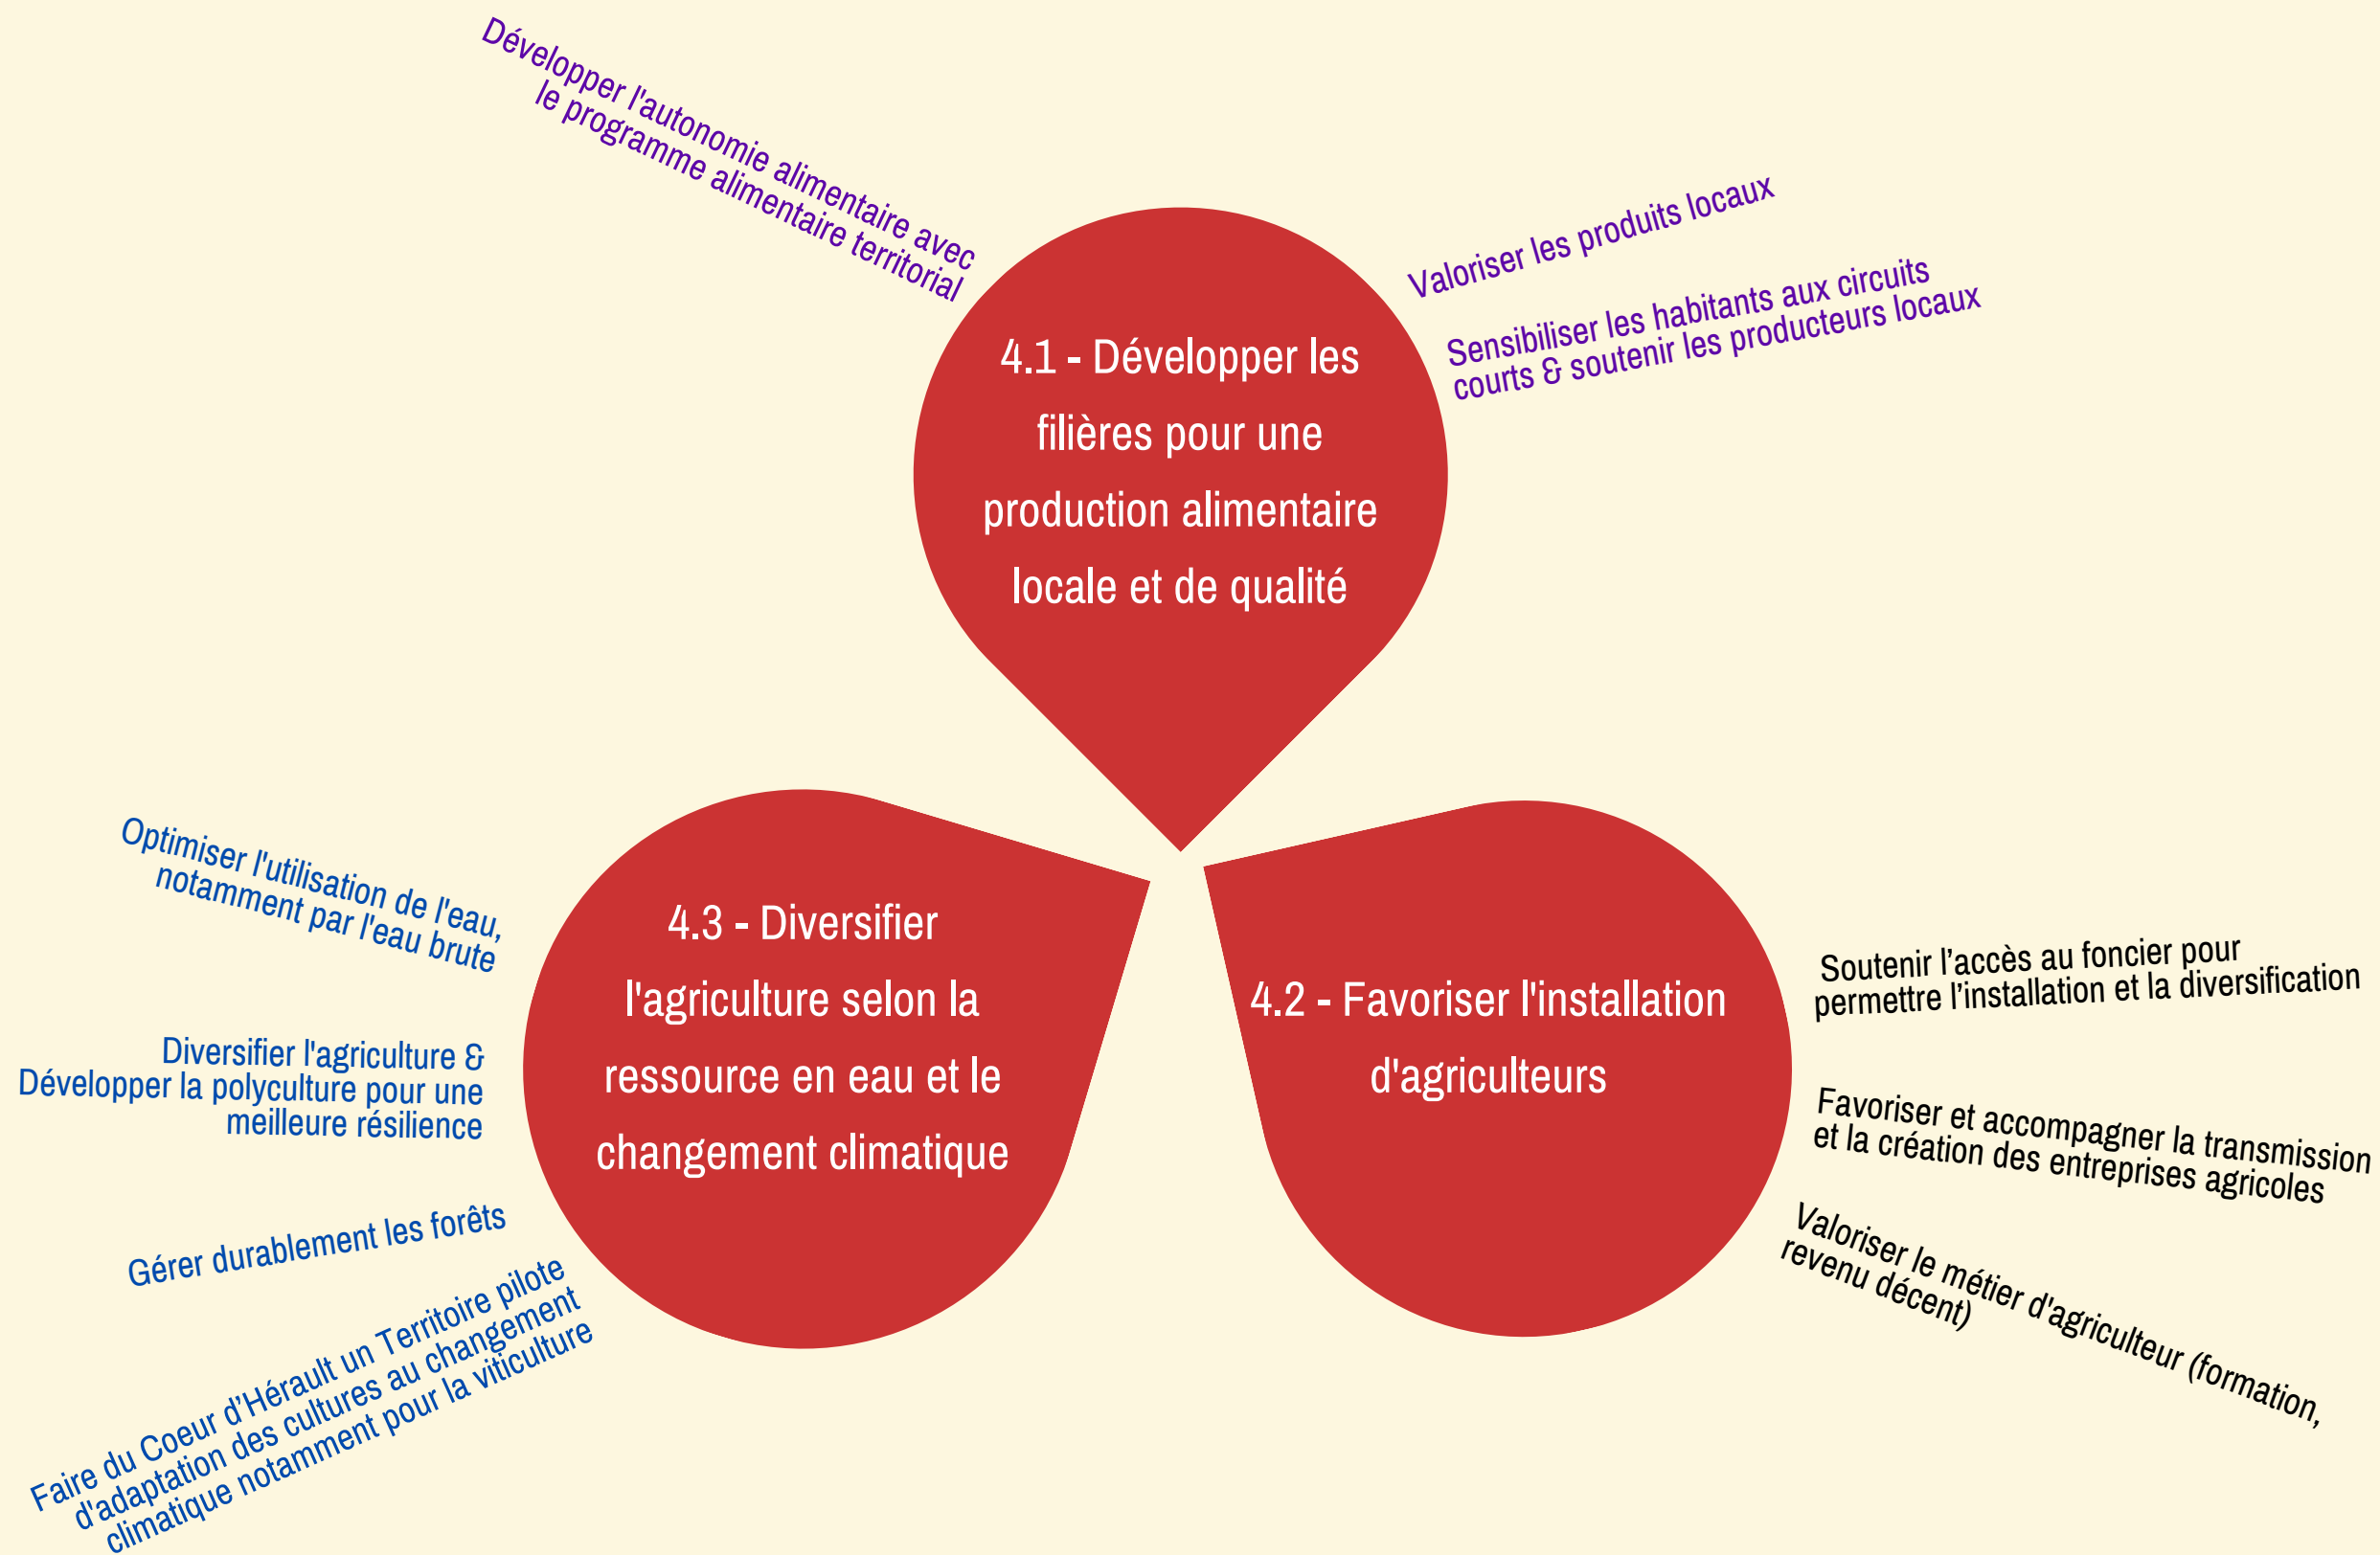 Développer l'autonomie alimentaire avec
le programme alimentaire territorial
Valoriser les produits locaux
Sensibiliser les habitants aux circuits
courts & soutenir les producteurs locaux
4.1 - Développer les
filières pour une
production alimentaire
locale et de qualité
Optimiser l'utilisation de l'eau,
notamment par l'eau brute
Diversifier l'agriculture &
Développer la polyculture pour une
meilleure résilience
Gérer durablement les forêts
Faire du Coeur d'Hérault un Territoire pilote
d'adaptation des cultures au changement
climatique notamment pour la viticulture
4.3 - Diversifier
l'agriculture selon la
ressource en eau et le
changement climatique
4.2 - Favoriser l'installation
d'agriculteurs
Soutenir l’accès au foncier pour
permettre l’installation et la diversification
Favoriser et accompagner la transmission
et la création des entreprises agricoles
Valoriser le métier d'agriculteur (formation,
revenu décent)